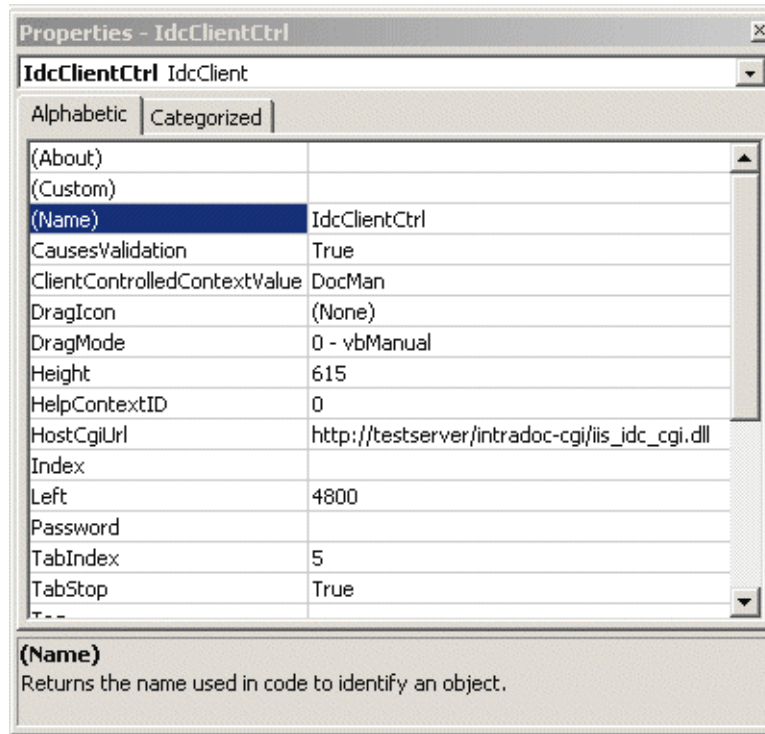 Properties - IdcClientCtrl
IdcClientCtrl IdcClient
Alphabetic Categorized
(About)
(Custom)
(Name) IdcClientCtrl
CausesValidation True
ClientControlledContextValue DocMan
DragIcon (None)
DragMode 0 - vbManual
Height 615
HelpContextID 0
HostCgiUrl http://testserver/intradoc-cgi/iis_idc_cgi.dll
Index
Left 4800
Password
TabIndex 5
TabStop True
(Name)
Returns the name used in code to identify an object.